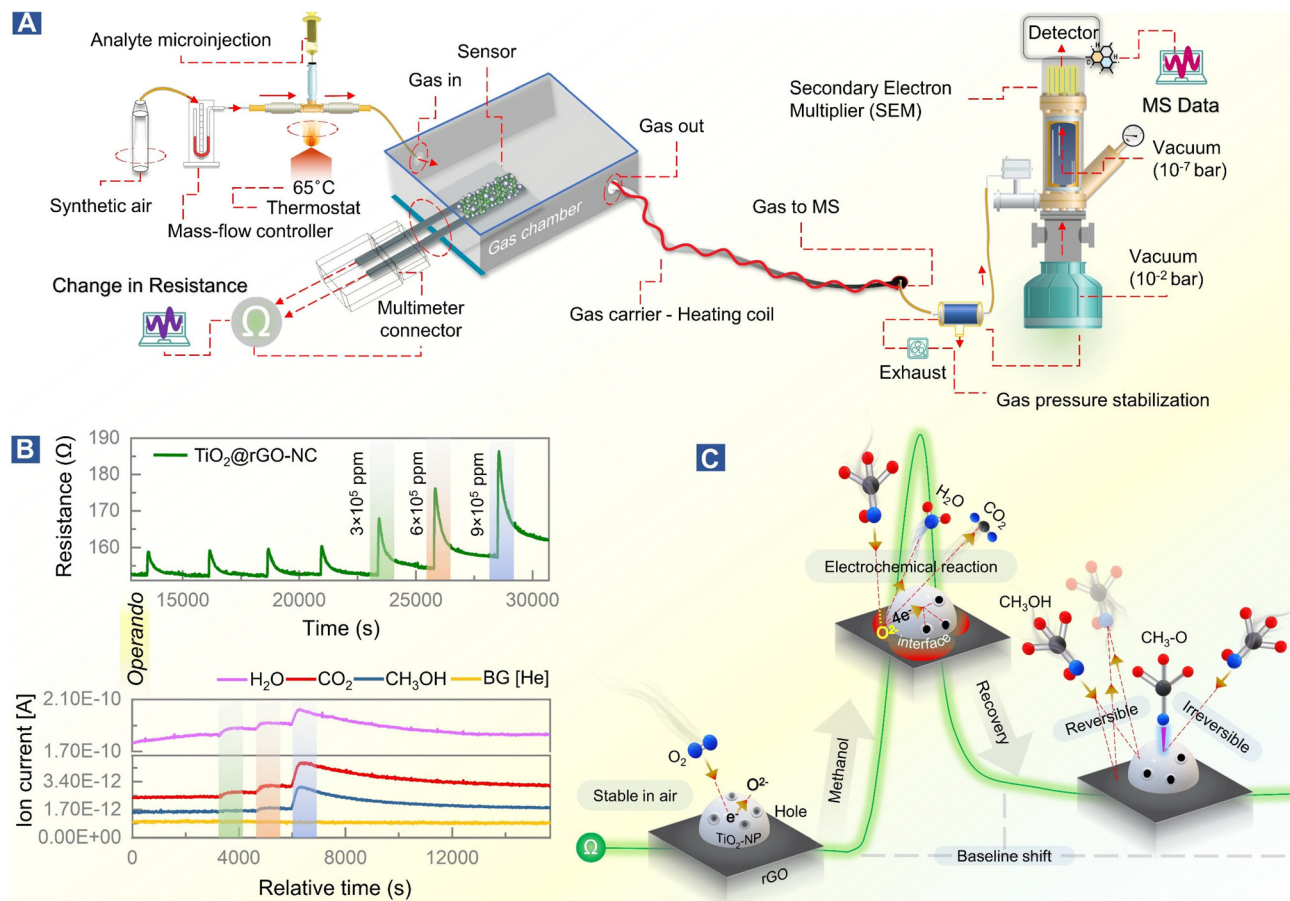 A
Analyte microinjection
Sensor
Gas in
Gas out
Synthetic air
65°C
Thermostat
Mass-flow controller
Gas chamber
Change in Resistance
Ω
Multimeter
connector
Gas carrier - Heating coil
Gas to MS
Exhaust
Gas pressure stabilization
Detector
H
C
MS Data
Secondary Electron
Multiplier (SEM)
Vacuum
(10⁻⁷ bar)
Vacuum
(10⁻² bar)
B
Resistance (Ω)
190
180
170
160
TiO₂@rGO-NC
3×10⁵ ppm
6×10⁵ ppm
9×10⁵ ppm
15000 20000 25000 30000
Time (s)
Operando
H₂O CO₂ CH₃OH BG [He]
Ion current [A]
2.10E-10
1.70E-10
3.40E-12
1.70E-12
0.00E+00
0 4000 8000 12000
Relative time (s)
C
H₂O
CO₂
Electrochemical reaction
4e⁻
O²⁻
interface
CH₃OH
CH₃-O
Reversible
Irreversible
Recovery
Methanol
O₂
Stable in air
O²⁻
e⁻
Hole
TiO₂-NP
rGO
Ω
Baseline shift